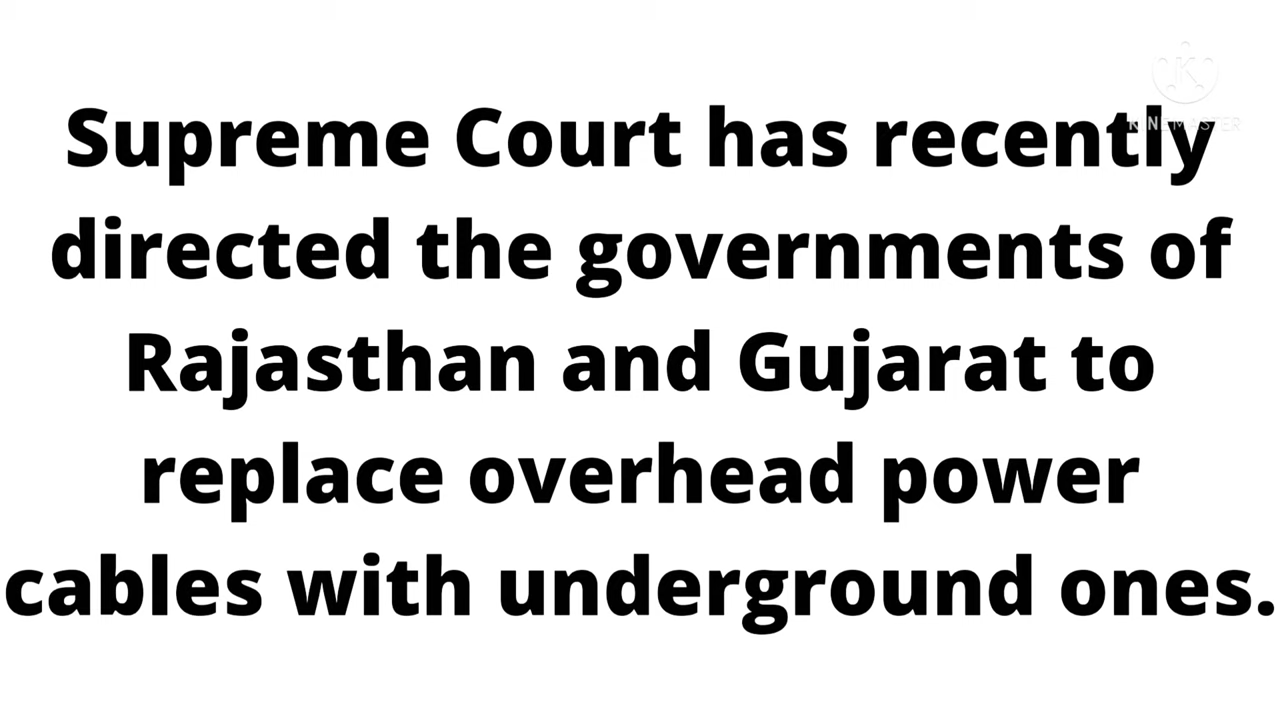 KINEMASTER
Supreme Court has recently
directed the governments of
Rajasthan and Gujarat to
replace overhead power
cables with underground ones.